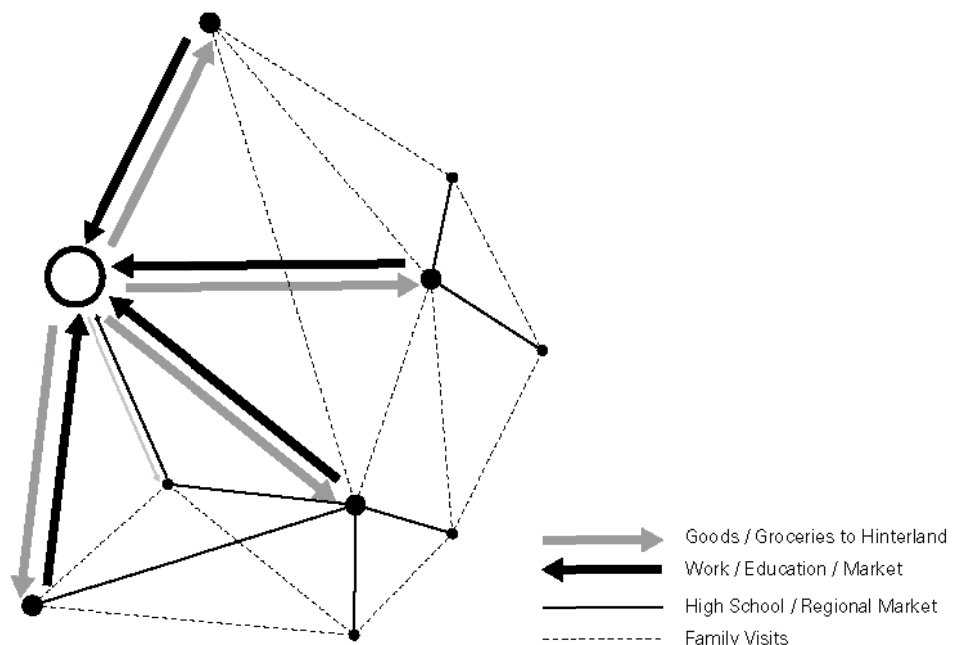 Goods / Groceries to Hinterland
Work / Education / Market
High School / Regional Market
Family Visits